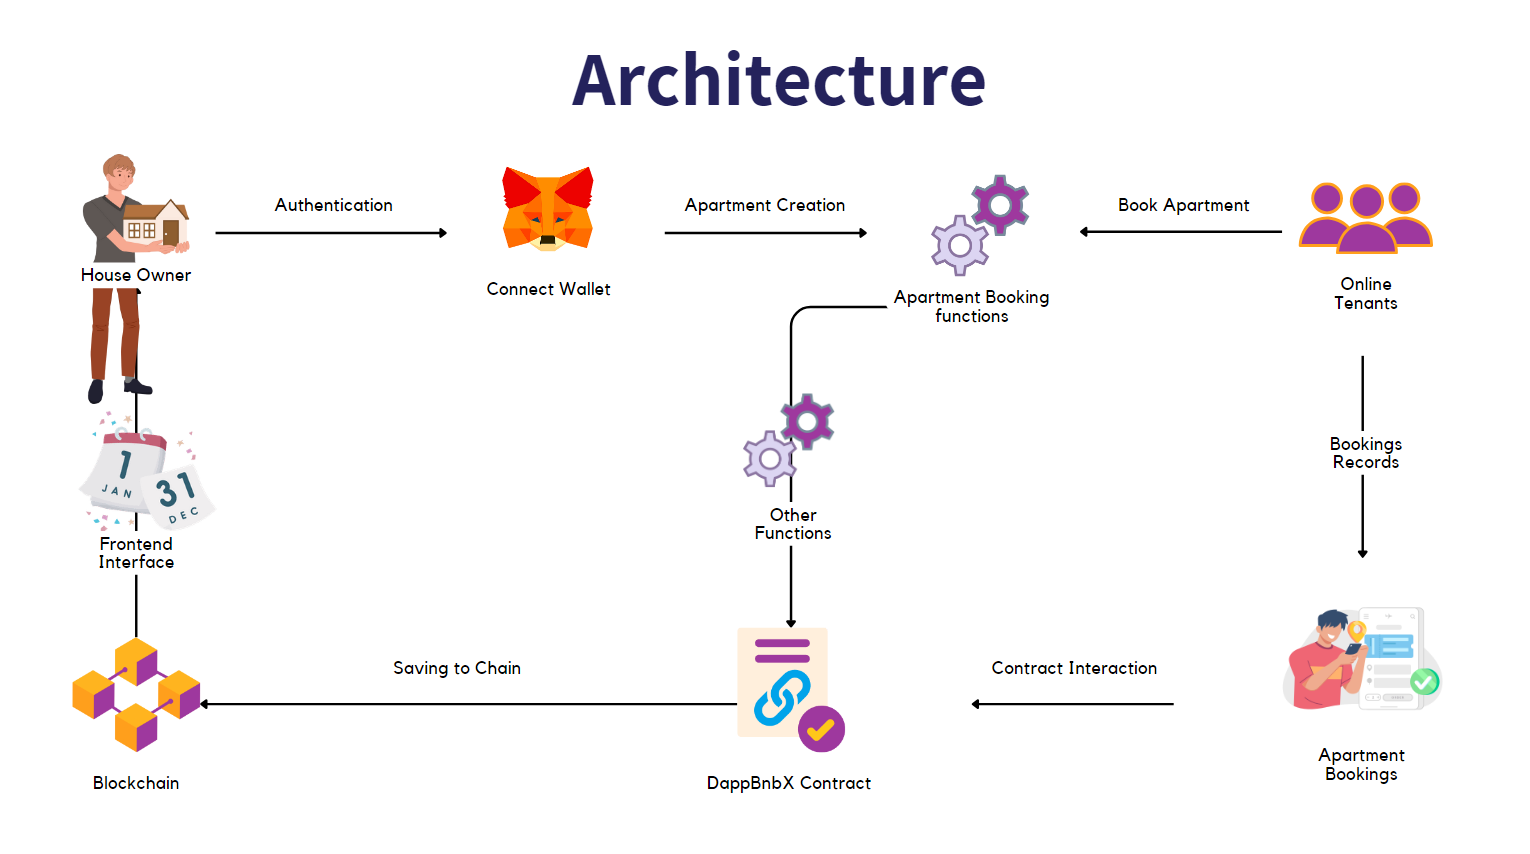 Architecture
Authentication
Apartment Creation
Book Apartment
House Owner
Connect Wallet
Apartment Booking
functions
Online
Tenants
1
JAN
31
DEC
Bookings
Records
Other
Functions
Frontend
Interface
Saving to Chain
Contract Interaction
Blockchain
DappBnbX Contract
Apartment
Bookings